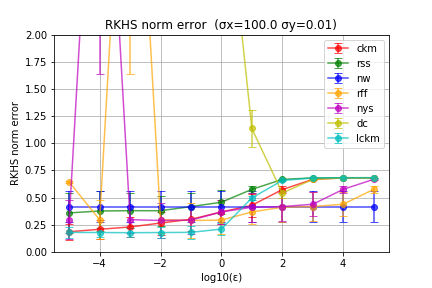 RKHS norm error (σx=100.0 σy=0.01)
RKHS norm error
2.00
1.75
1.50
1.25
1.00
0.75
0.50
0.25
0.00
ckm
rss
nw
rff
nys
dc
lckm
−4 −2 0 2 4
log10(ε)